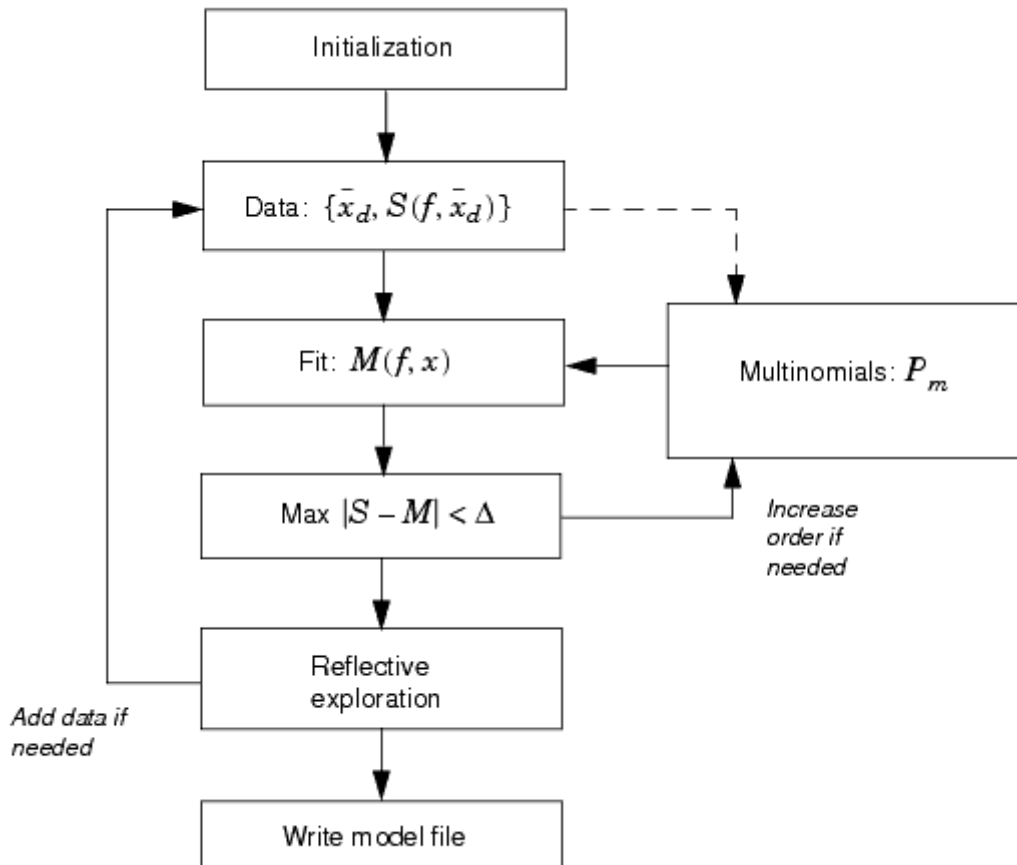 Initialization
Data: {x̄_d, S(f, x̄_d)}
Fit: M(f, x)
Multinomials: P_m
Max |S − M| < Δ
Increase
order if
needed
Reflective
exploration
Add data if
needed
Write model file